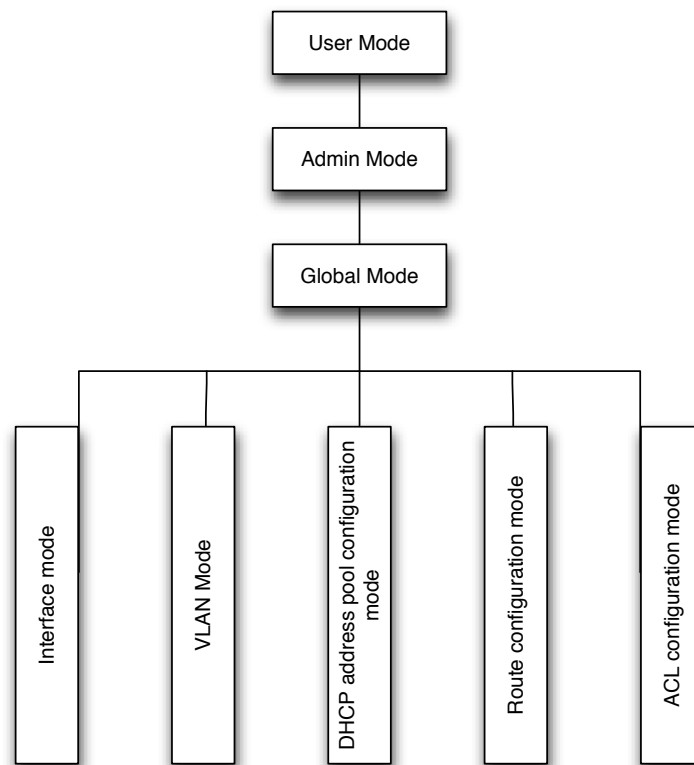 User Mode
Admin Mode
Global Mode
Interface mode
VLAN Mode
DHCP address pool configuration
mode
Route configuration mode
ACL configuration mode